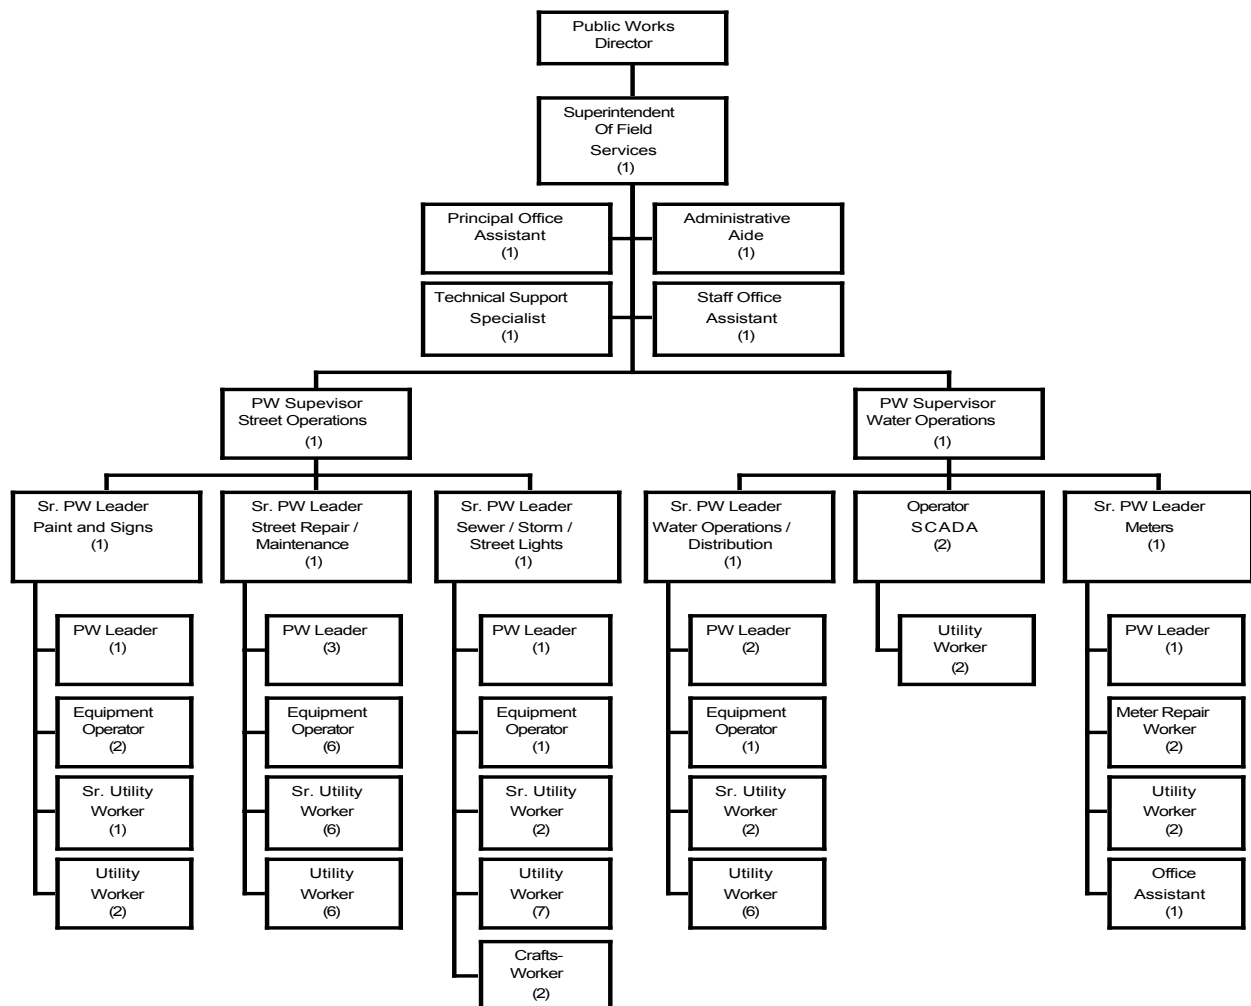 Public Works
Director
Superintendent
Of Field
Services
(1)
Principal Office
Assistant
(1)
Administrative
Aide
(1)
Technical Support
Specialist
(1)
Staff Office
Assistant
(1)
PW Supevisor
Street Operations
(1)
PW Supervisor
Water Operations
(1)
Sr. PW Leader
Paint and Signs
(1)
Sr. PW Leader
Street Repair /
Maintenance
(1)
Sr. PW Leader
Sewer / Storm /
Street Lights
(1)
Sr. PW Leader
Water Operations /
Distribution
(1)
Operator
SCADA
(2)
Sr. PW Leader
Meters
(1)
PW Leader
(1)
PW Leader
(3)
PW Leader
(1)
PW Leader
(2)
Utility
Worker
(2)
PW Leader
(1)
Equipment
Operator
(2)
Equipment
Operator
(6)
Equipment
Operator
(1)
Equipment
Operator
(1)
Meter Repair
Worker
(2)
Sr. Utility
Worker
(1)
Sr. Utility
Worker
(6)
Sr. Utility
Worker
(2)
Sr. Utility
Worker
(2)
Utility
Worker
(2)
Utility
Worker
(2)
Utility
Worker
(6)
Utility
Worker
(7)
Utility
Worker
(6)
Office
Assistant
(1)
Crafts-
Worker
(2)